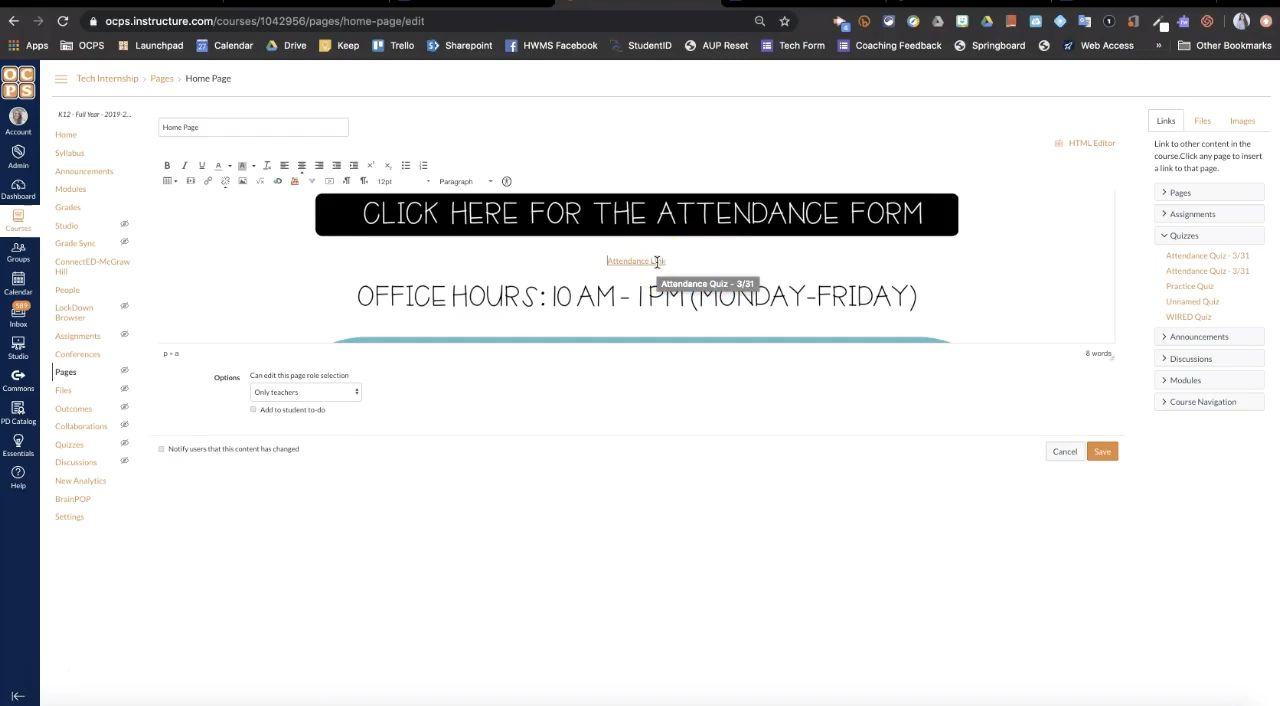 ocps.instructure.com/courses/1042956/pages/home-page/edit
Apps OCPS Launchpad Calendar Drive Keep Trello Sharepoint HWMS Facebook StudentID AUP Reset Tech Form Coaching Feedback Springboard Web Access » Other Bookmarks
OCPS
Account
Admin
Dashboard
Courses
Groups
Calendar
589
Inbox
Studio
Commons
PD Catalog
Essentials
Help
Tech Internship > Pages > Home Page
K12 - Full Year - 2019-2...
Home
Syllabus
Announcements
Modules
Grades
Studio
Grade Sync
ConnectED-McGraw
Hill
People
LockDown
Browser
Assignments
Conferences
Pages
Files
Outcomes
Collaborations
Quizzes
Discussions
New Analytics
BrainPOP
Settings
Home Page
HTML Editor
12pt Paragraph
CLICK HERE FOR THE ATTENDANCE FORM
Attendance Link
Attendance Quiz - 3/31
OFFICE HOURS: 10 AM - 1 PM (MONDAY-FRIDAY)
p » a
8 words
Options
Can edit this page role selection
Only teachers
Add to student to-do
Notify users that this content has changed
Cancel Save
Links Files Images
Link to other content in the
course.Click any page to insert
a link to that page.
Pages
Assignments
Quizzes
Attendance Quiz - 3/31
Attendance Quiz - 3/31
Practice Quiz
Unnamed Quiz
WIRED Quiz
Announcements
Discussions
Modules
Course Navigation